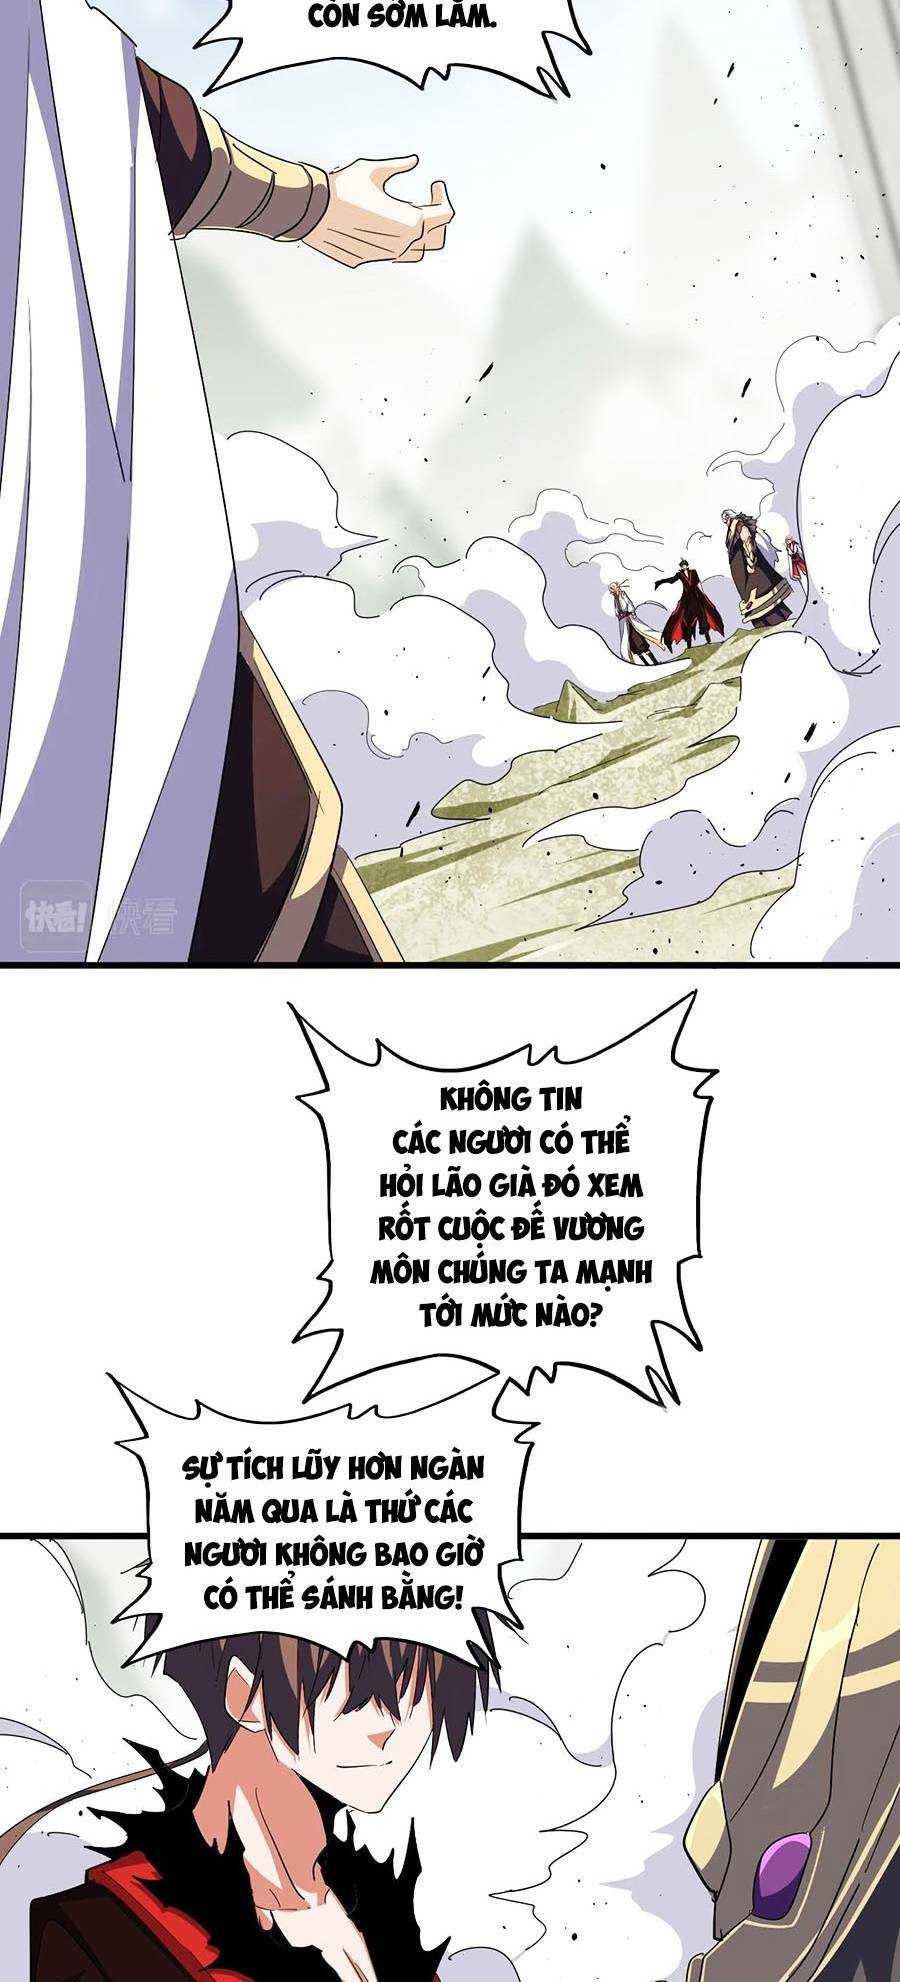 CÒN SỚM LẮM.
快看! 快看
KHÔNG TIN
CÁC NGƯƠI CÓ THỂ
HỎI LÃO GIÀ ĐÓ XEM
RỐT CUỘC ĐẾ VƯƠNG
MÔN CHÚNG TA MẠNH
TỚI MỨC NÀO?
SỰ TÍCH LŨY HƠN NGÀN
NĂM QUA LÀ THỨ CÁC
NGƯƠI KHÔNG BAO GIỜ
CÓ THỂ SÁNH BẰNG!